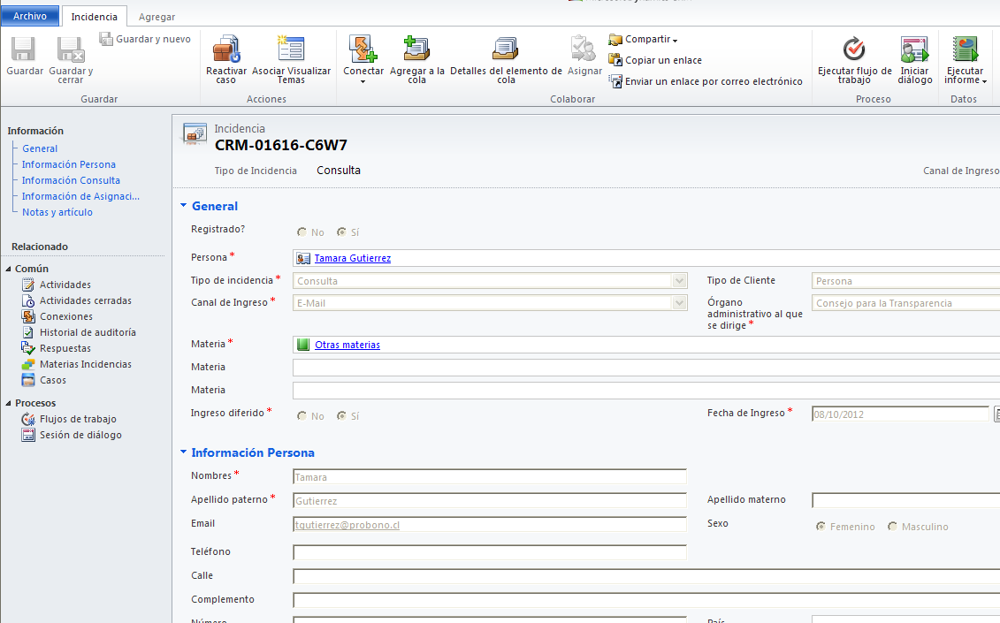 Archivo
Incidencia
Agregar
Guardar
Guardar y
cerrar
Guardar y nuevo
Guardar
Reactivar
caso
Asociar Visualizar
Temas
Acciones
Conectar
Agregar a la
cola
Detalles del elemento de
cola
Asignar
Compartir
Copiar un enlace
Enviar un enlace por correo electrónico
Colaborar
Ejecutar flujo de
trabajo
Iniciar
diálogo
Proceso
Ejecutar
informe
Datos
Información
General
Información Persona
Información Consulta
Información de Asignaci...
Notas y artículo
Relacionado
Común
Actividades
Actividades cerradas
Conexiones
Historial de auditoría
Respuestas
Materias Incidencias
Casos
Procesos
Flujos de trabajo
Sesión de diálogo
Incidencia
CRM-01616-C6W7
Tipo de Incidencia Consulta Canal de Ingreso
General
Registrado? No Sí
Persona * Tamara Gutierrez
Tipo de incidencia * Consulta Tipo de Cliente Persona
Canal de Ingreso * E-Mail Órgano
administrativo al que
se dirige * Consejo para la Transparencia
Materia * Otras materias
Materia
Materia
Ingreso diferido * No Sí Fecha de Ingreso * 08/10/2012
Información Persona
Nombres * Tamara
Apellido paterno * Gutierrez Apellido materno
Email tgutierrez@probono.cl Sexo Femenino Masculino
Teléfono
Calle
Complemento
Número País